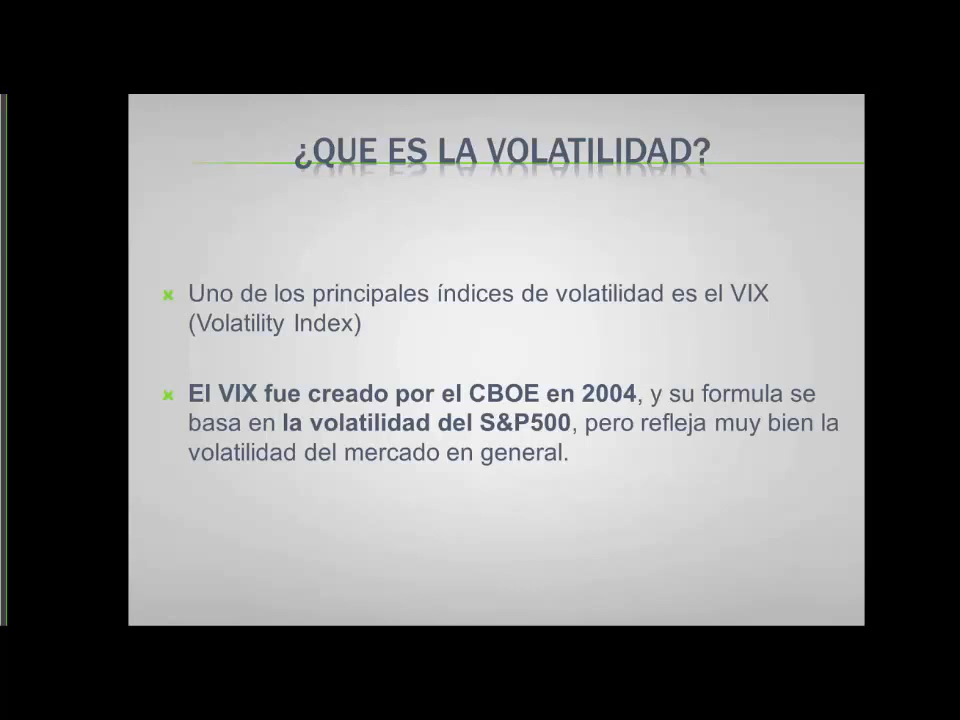 ¿QUE ES LA VOLATILIDAD?
Uno de los principales índices de volatilidad es el VIX
(Volatility Index)
El VIX fue creado por el CBOE en 2004, y su formula se
basa en la volatilidad del S&P500, pero refleja muy bien la
volatilidad del mercado en general.